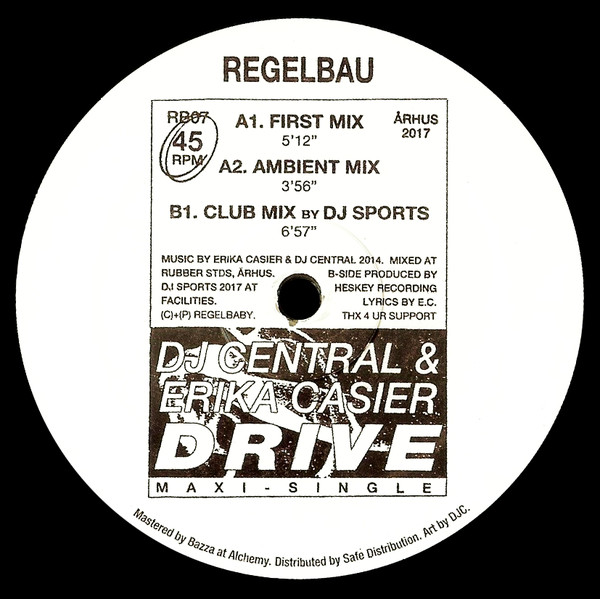 REGELBAU
RB07
45
RPM
A1. FIRST MIX
5'12"
ÅRHUS
2017
A2. AMBIENT MIX
3'56"
B1. CLUB MIX BY DJ SPORTS
6'57"
MUSIC BY ERIKA CASIER & DJ CENTRAL 2014. MIXED AT
RUBBER STDS, ÅRHUS. B-SIDE PRODUCED BY
DJ SPORTS 2017 AT HESKEY RECORDING
FACILITIES. LYRICS BY E.C.
(C)+(P) REGELBABY. THX 4 UR SUPPORT
DJ CENTRAL &
ERIKA CASIER
DRIVE
MAXI-SINGLE
Mastered by Bazza at Alchemy. Distributed by Safe Distribution. Art by DJC.